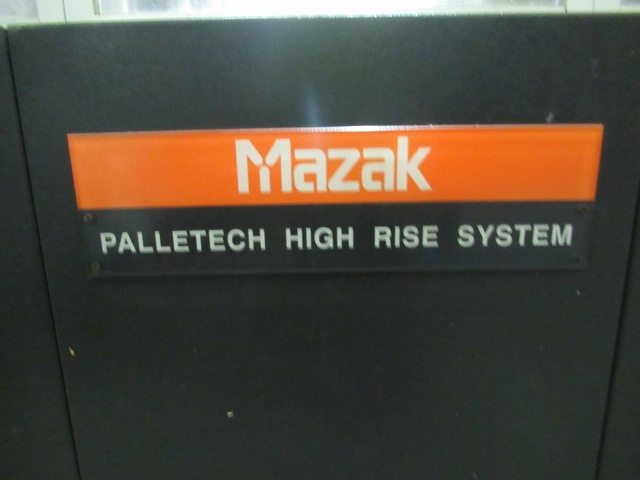 Mazak
PALLETECH HIGH RISE SYSTEM